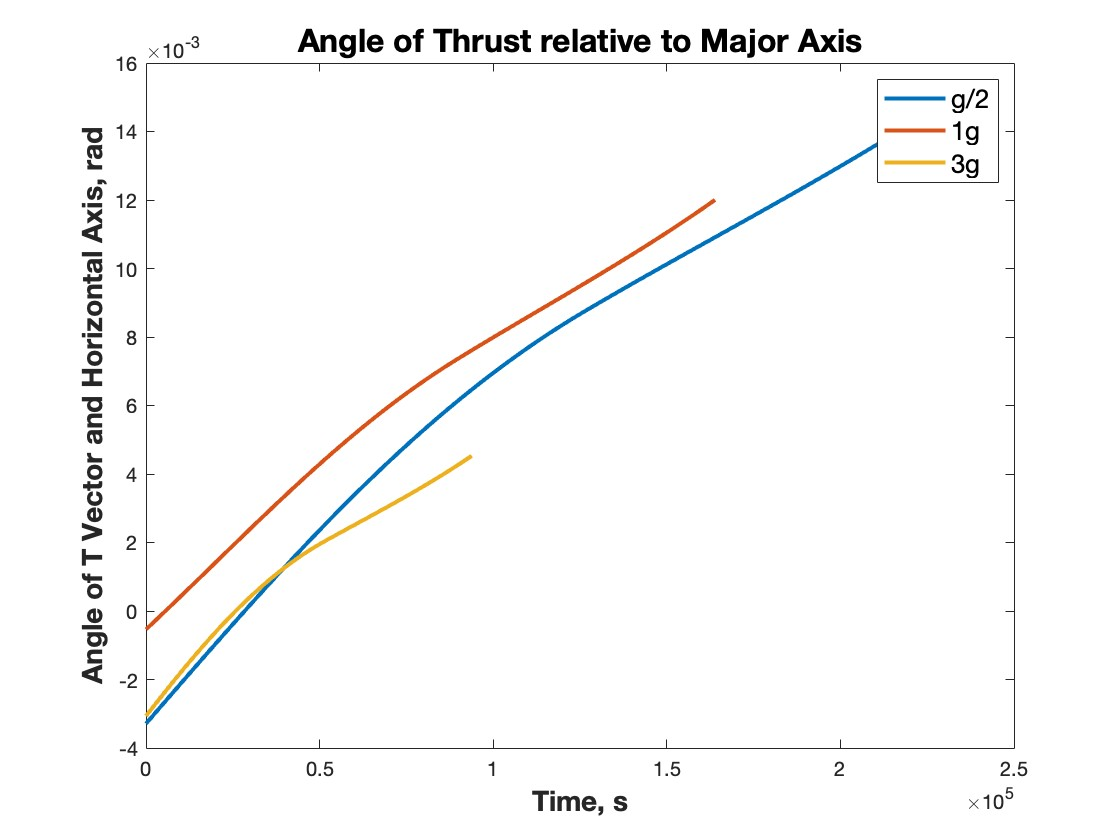 Angle of Thrust relative to Major Axis
×10-3
16
14
12
10
8
6
4
2
0
-2
-4
Angle of T Vector and Horizontal Axis, rad
g/2
1g
3g
0 0.5 1 1.5 2 2.5
Time, s
×105